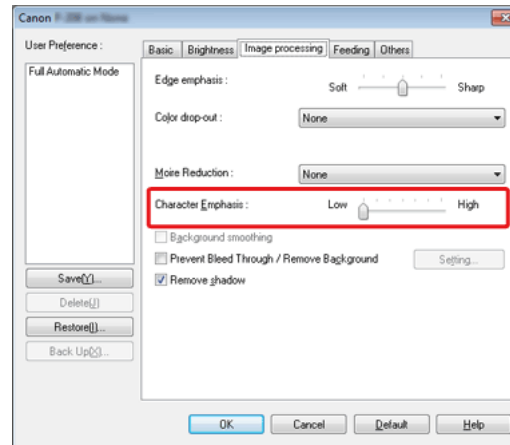 Canon
User Preference :
Full Automatic Mode
Save(Y)...
Delete(J)
Restore(I)...
Back Up(X)...
Basic Brightness Image processing Feeding Others
Edge emphasis :
Soft Sharp
Color drop-out :
None
Moire Reduction :
None
Character Emphasis :
Low High
Background smoothing
Prevent Bleed Through / Remove Background
Setting...
Remove shadow
OK Cancel Default Help